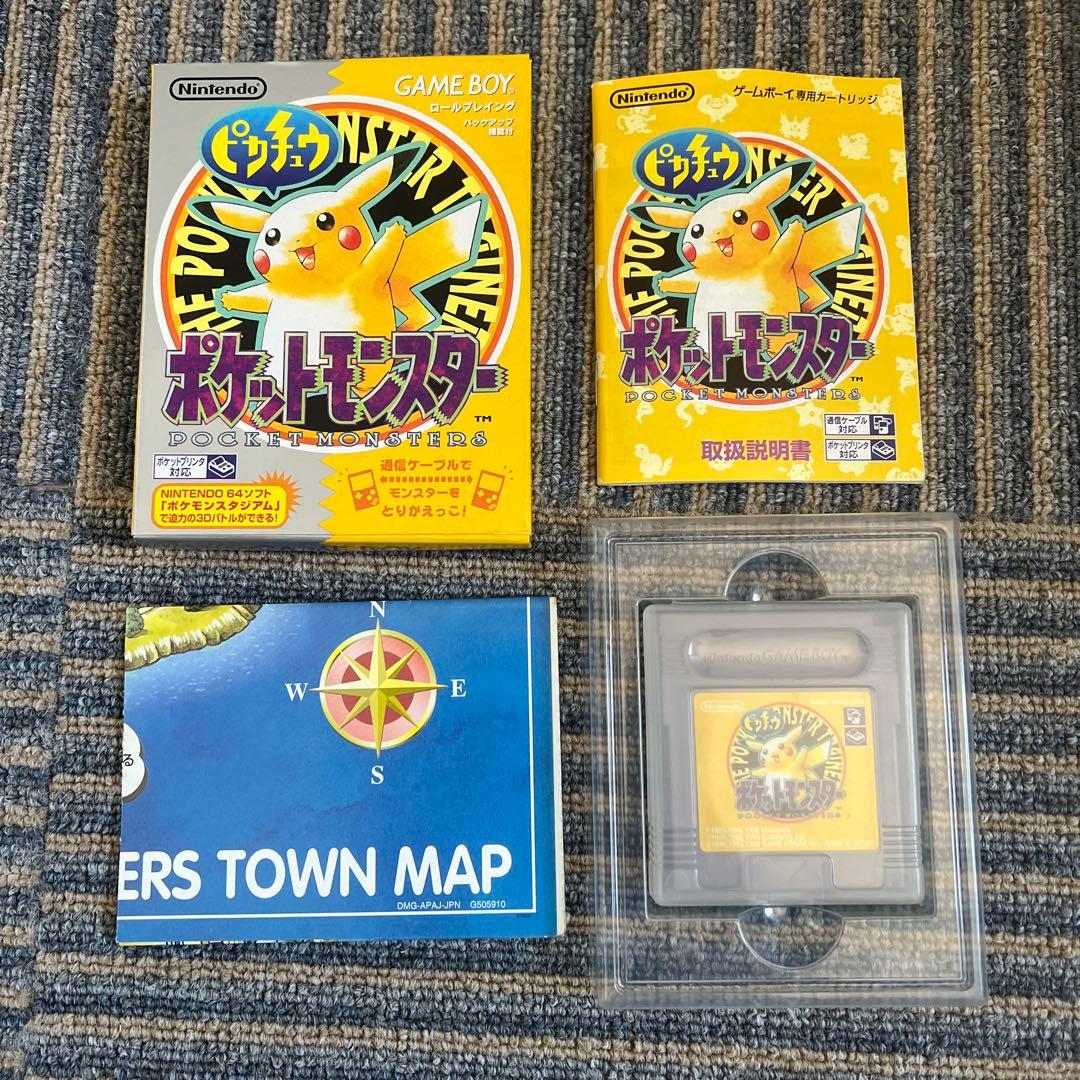 Nintendo
GAME BOY
ロールプレイング
バックアップ
機能付
ピカチュウ
THE POCKET MONSTER TRAINER
ポケットモンスター
TM
POCKET MONSTERS
ポケットプリンタ
対応
NINTENDO 64ソフト
「ポケモンスタジアム」
で迫力の3Dバトルができる!
通信ケーブルで
モンスターを
とりかえっこ!
Nintendo
ゲームボーイ専用カートリッジ
ピカチュウ
ポケットモンスター
TM
POCKET MONSTERS
通信ケーブル
対応
ポケットプリンタ
対応
取扱説明書
N
W E
S
る
ERS TOWN MAP
DMG-APAJ-JPN G505910
Nintendo GAME BOY
Nintendo
ピカチュウ
ポケットモンスター
POCKET MONSTERS